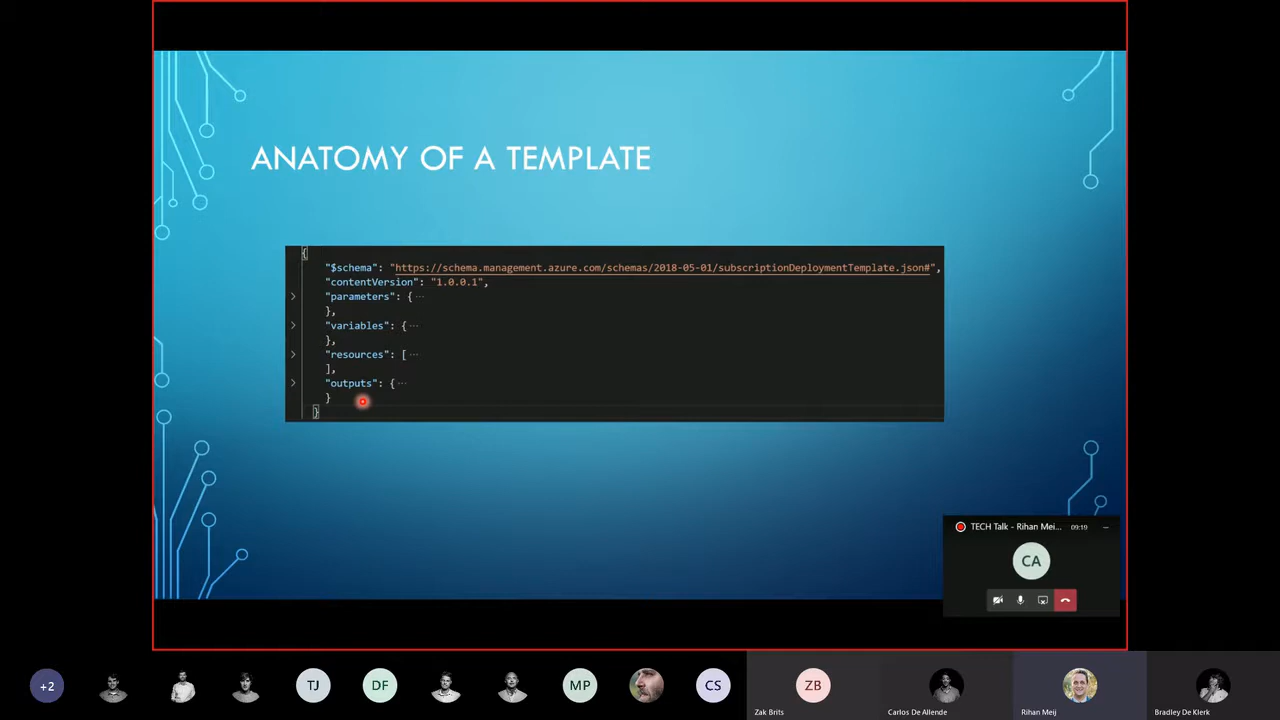 ANATOMY OF A TEMPLATE
{
"$schema": "https://schema.management.azure.com/schemas/2018-05-01/subscriptionDeploymentTemplate.json#",
"contentVersion": "1.0.0.1",
"parameters": {···
},
"variables": {···
},
"resources": [···
],
"outputs": {···
}
}
TECH Talk - Rihan Mei... 09:19
CA
+2
TJ
DF
MP
CS
ZB
Zak Brits
Carlos De Allende
Rihan Meij
Bradley De Klerk